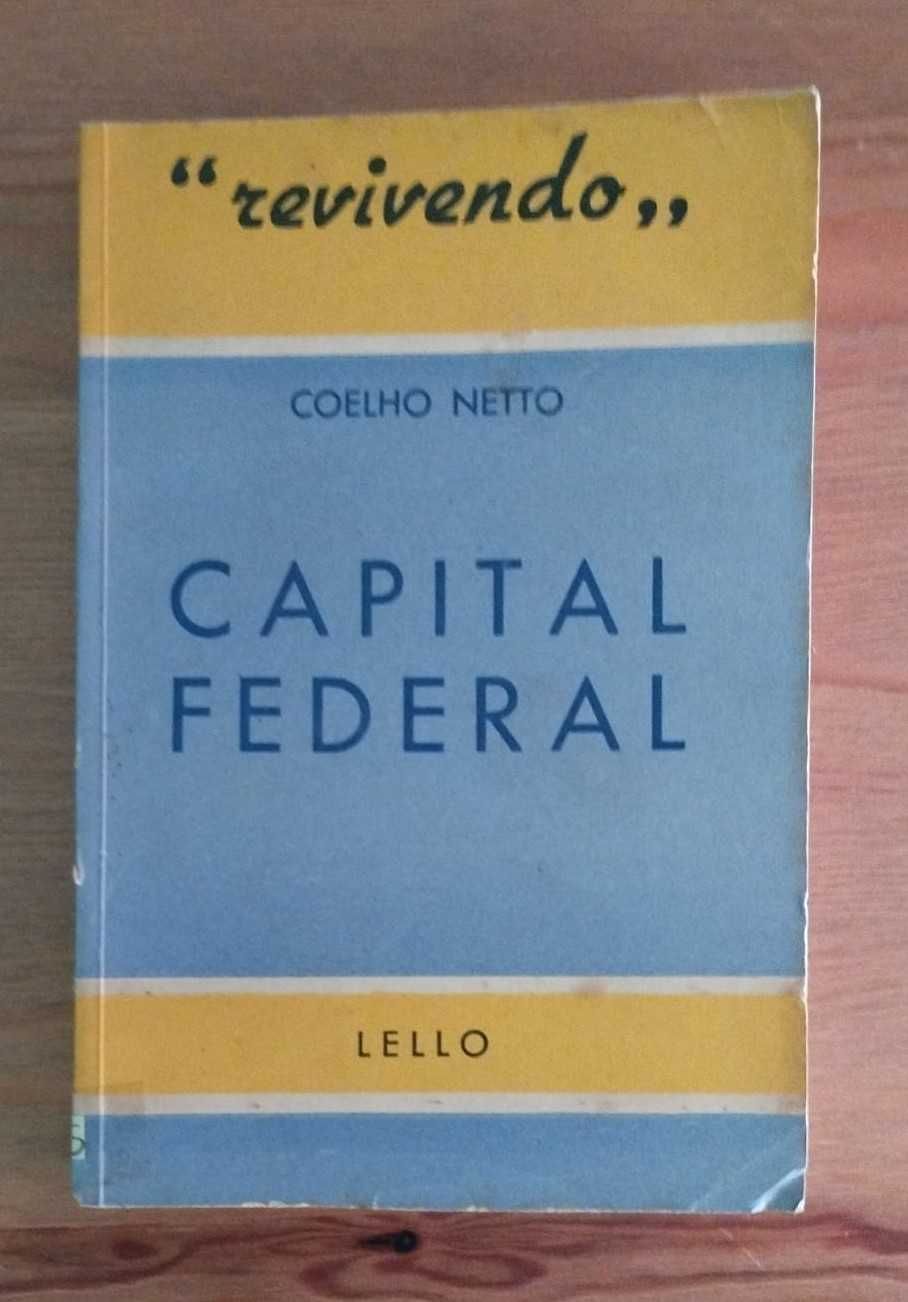 “revivendo„
COELHO NETTO
CAPITAL
FEDERAL
LELLO